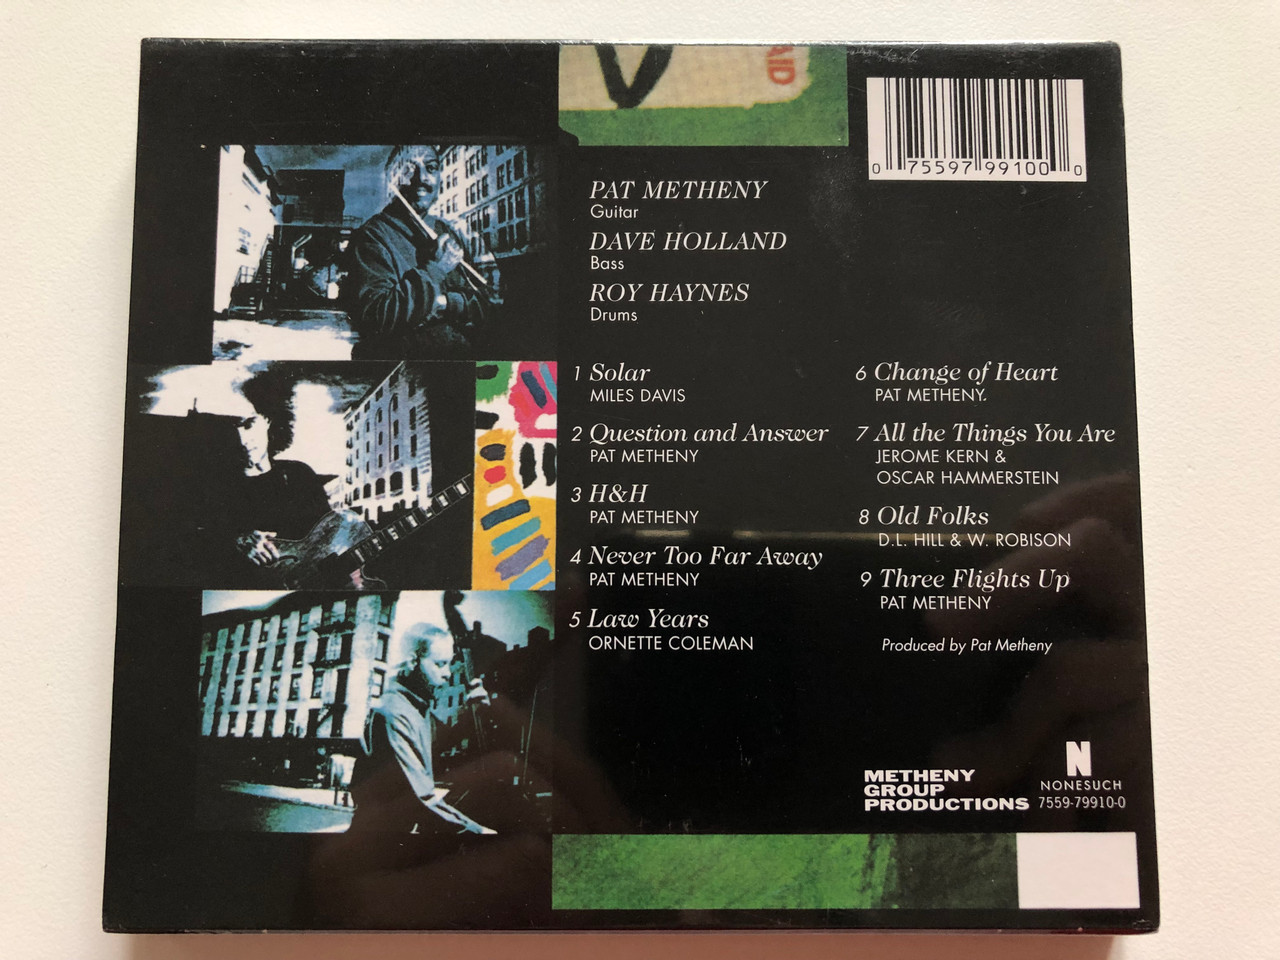 AID
0 75597 99100 0
PAT METHENY
Guitar
DAVE HOLLAND
Bass
ROY HAYNES
Drums
1 Solar
MILES DAVIS
2 Question and Answer
PAT METHENY
3 H&H
PAT METHENY
4 Never Too Far Away
PAT METHENY
5 Law Years
ORNETTE COLEMAN
6 Change of Heart
PAT METHENY.
7 All the Things You Are
JEROME KERN &
OSCAR HAMMERSTEIN
8 Old Folks
D.L. HILL & W. ROBISON
9 Three Flights Up
PAT METHENY
Produced by Pat Metheny
METHENY
GROUP
PRODUCTIONS
N
NONESUCH
7559-79910-0